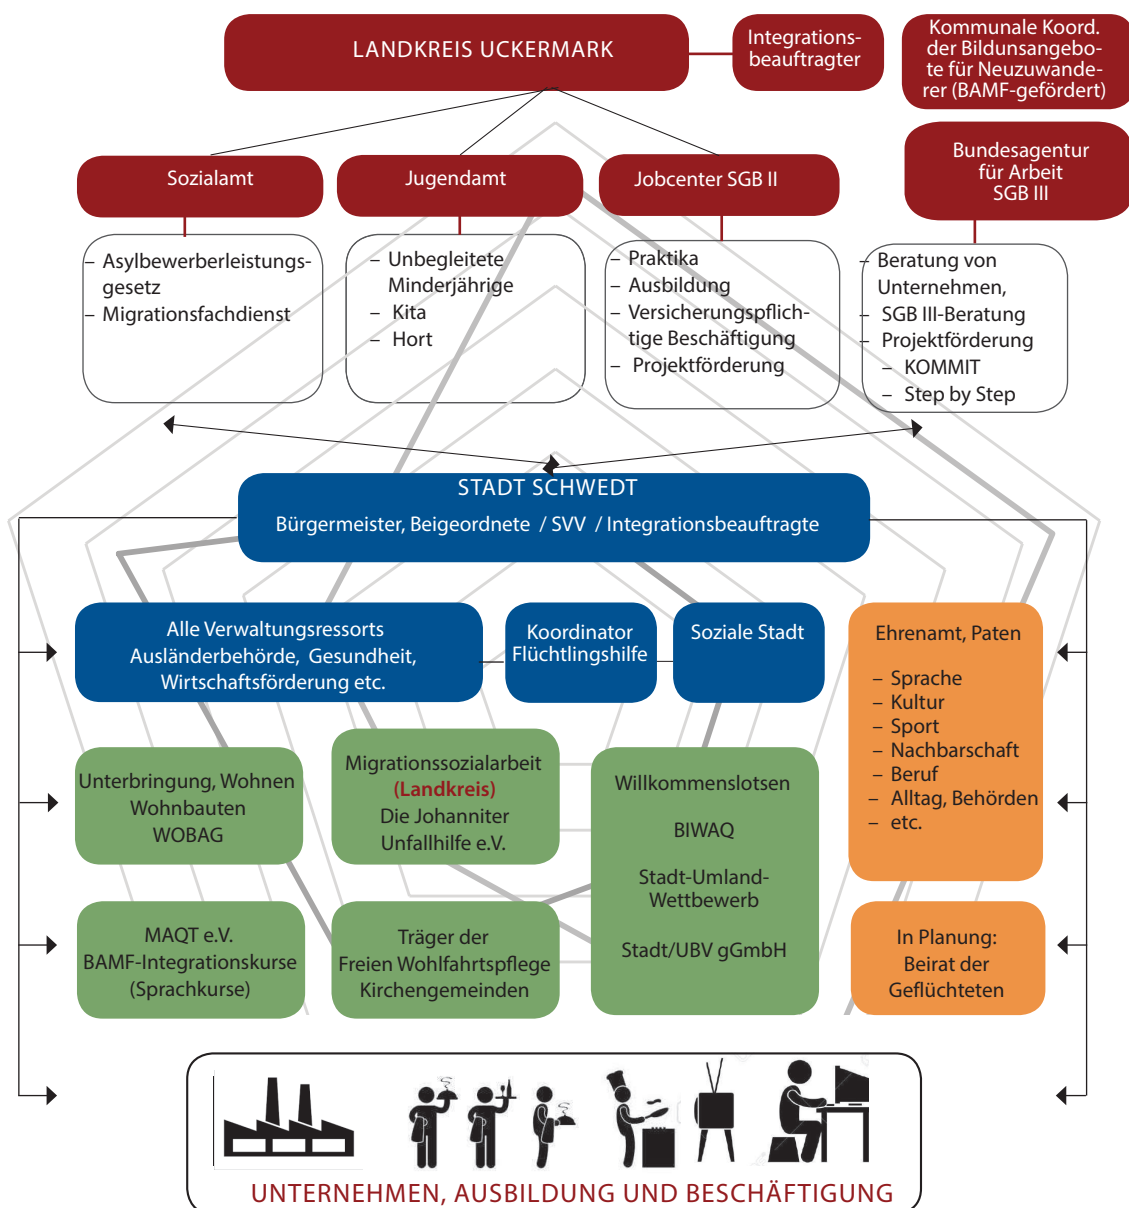 LANDKREIS UCKERMARK
Integrations-
beauftragter
Kommunale Koord.
der Bildunsangebo-
te für Neuzuwande-
rer (BAMF-gefördert)
Sozialamt
Jugendamt
Jobcenter SGB II
Bundesagentur
für Arbeit
SGB III
– Asylbewerberleistungs-
gesetz
– Migrationsfachdienst
– Unbegleitete
Minderjährige
– Kita
– Hort
– Praktika
– Ausbildung
– Versicherungspflich-
tige Beschäftigung
– Projektförderung
– Beratung von
Unternehmen,
– SGB III-Beratung
– Projektförderung
– KOMMIT
– Step by Step
STADT SCHWEDT
Bürgermeister, Beigeordnete / SVV / Integrationsbeauftragte
Alle Verwaltungsressorts
Ausländerbehörde, Gesundheit,
Wirtschaftsförderung etc.
Koordinator
Flüchtlingshilfe
Soziale Stadt
Ehrenamt, Paten
– Sprache
– Kultur
– Sport
– Nachbarschaft
– Beruf
– Alltag, Behörden
– etc.
Unterbringung, Wohnen
Wohnbauten
WOBAG
Migrationssozialarbeit
(Landkreis)
Die Johanniter
Unfallhilfe e.V.
Willkommenslotsen
BIWAQ
Stadt-Umland-
Wettbewerb
Stadt/UBV gGmbH
MAQT e.V.
BAMF-Integrationskurse
(Sprachkurse)
Träger der
Freien Wohlfahrtspflege
Kirchengemeinden
In Planung:
Beirat der
Geflüchteten
UNTERNEHMEN, AUSBILDUNG UND BESCHÄFTIGUNG